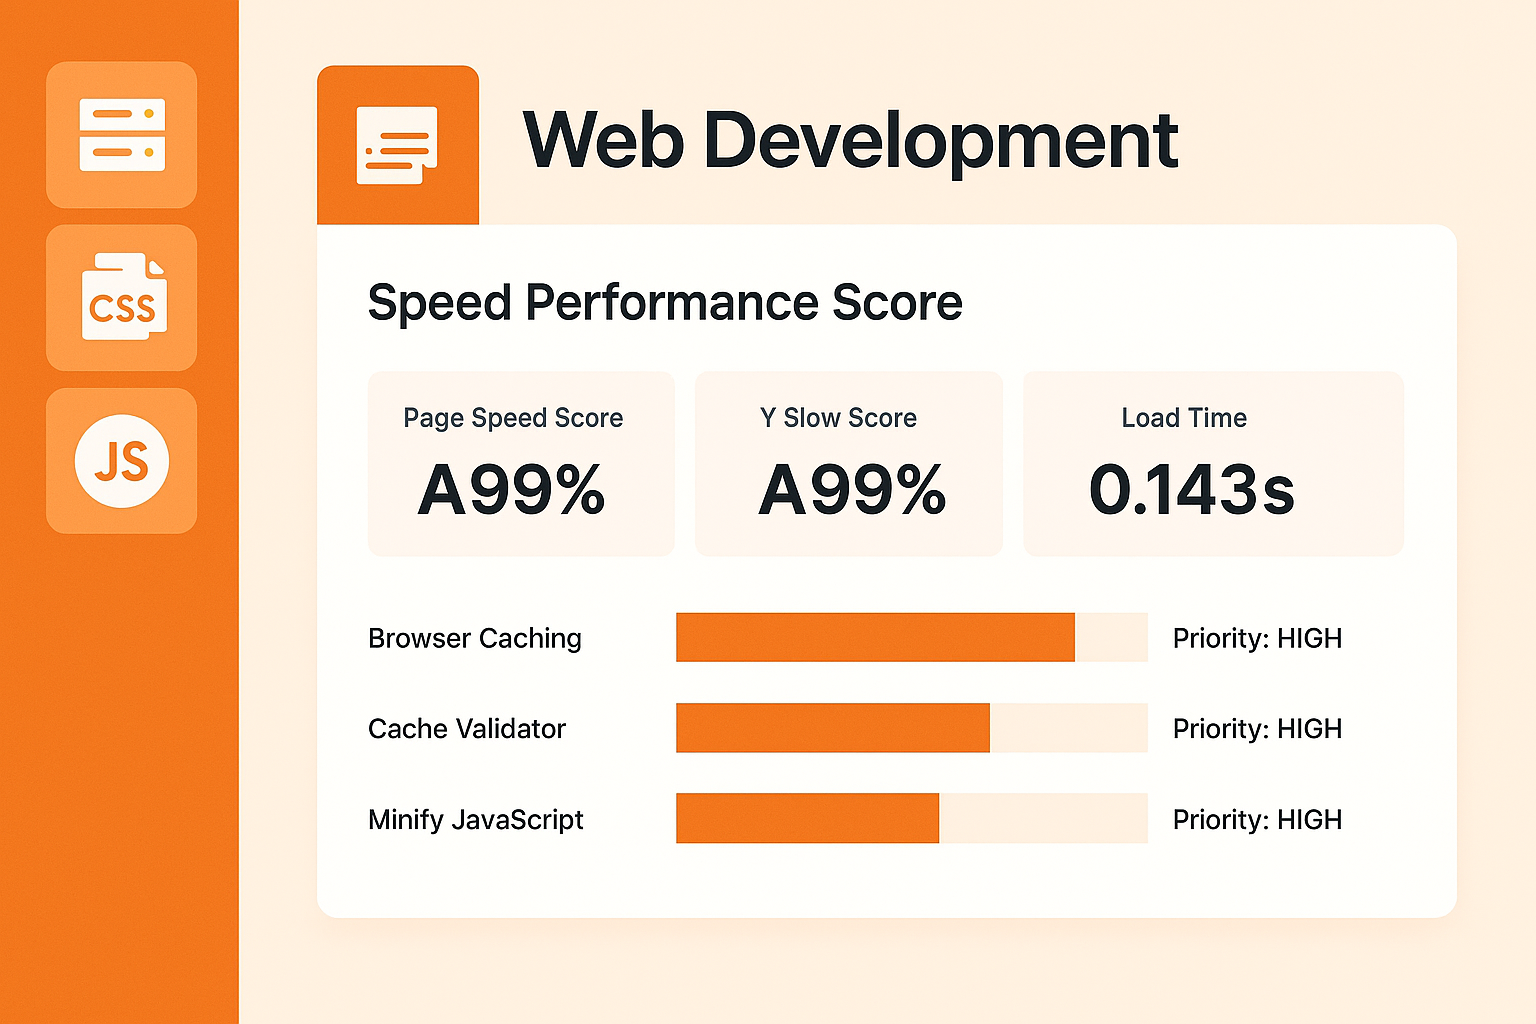 Web Development
CSS
JS
Speed Performance Score
Page Speed Score
A99%
Y Slow Score
A99%
Load Time
0.143s
Browser Caching
Priority: HIGH
Cache Validator
Priority: HIGH
Minify JavaScript
Priority: HIGH